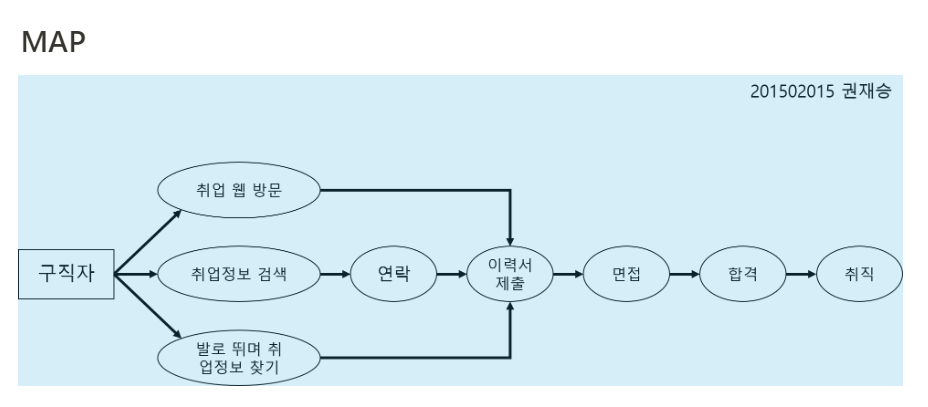 MAP
201502015 권재승
취업 웹 방문
구직자
취업정보 검색
연락
이력서
제출
면접
합격
취직
발로 뛰며 취
업정보 찾기